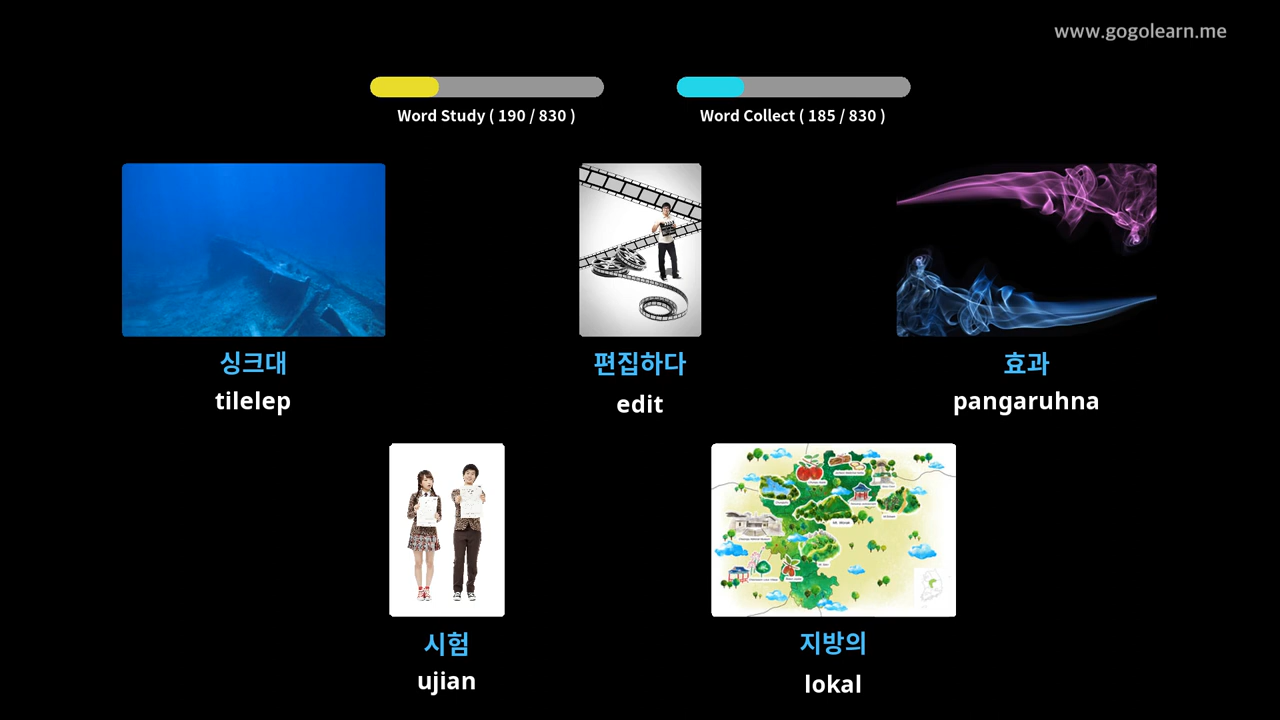 www.gogolearn.me
Word Study ( 190 / 830 )
Word Collect ( 185 / 830 )
싱크대
tilelep
편집하다
edit
효과
pangaruhna
시험
ujian
지방의
lokal